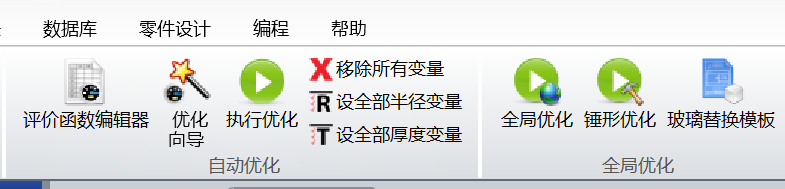 数据库 零件设计 编程 帮助
评价函数编辑器
优化
向导
执行优化
移除所有变量
设全部半径变量
设全部厚度变量
自动优化
全局优化
锤形优化
玻璃替换模板
全局优化